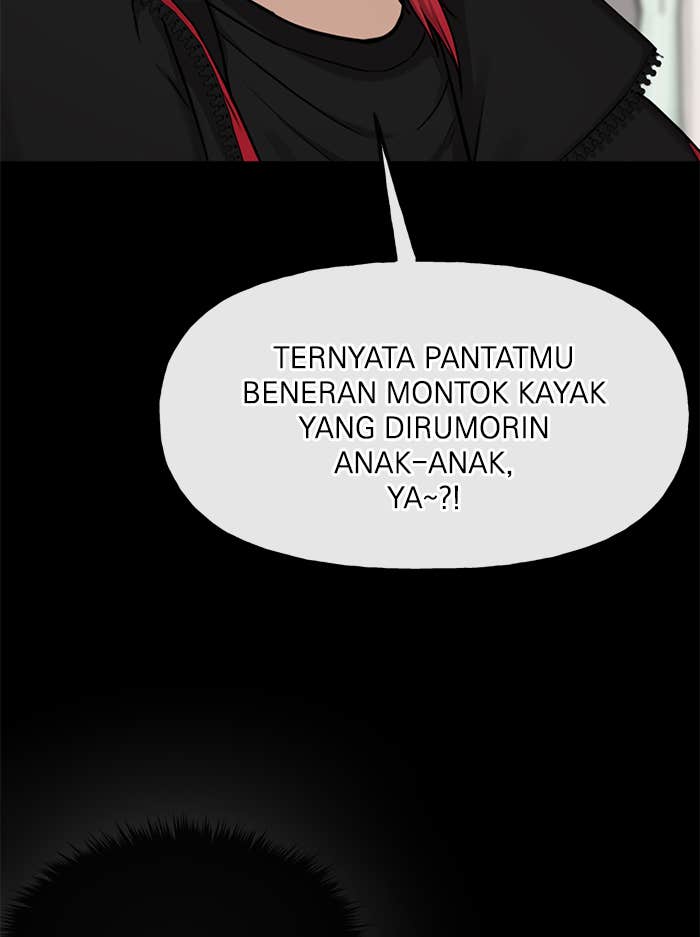 TERNYATA PANTATMU
BENERAN MONTOK KAYAK
YANG DIRUMORIN
ANAK-ANAK,
YA~?!